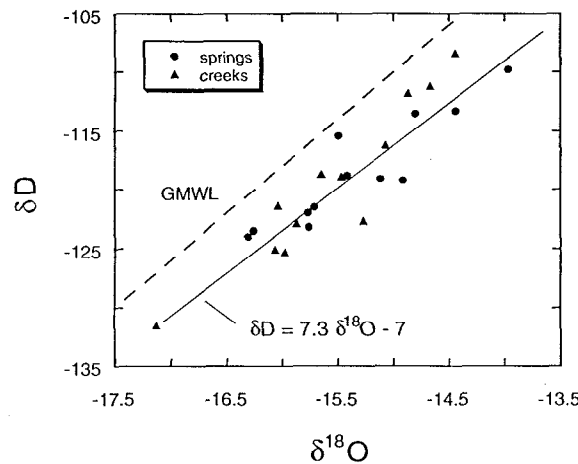 -105
springs
creeks
-115
δD
GMWL
-125
δD = 7.3 δ¹⁸O - 7
-135
-17.5 -16.5 -15.5 -14.5 -13.5
δ¹⁸O